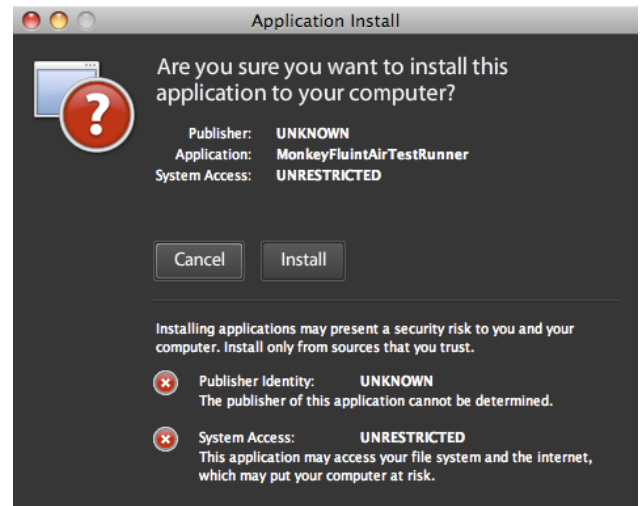 Application Install
Are you sure you want to install this
application to your computer?
Publisher: UNKNOWN
Application: MonkeyFluintAirTestRunner
System Access: UNRESTRICTED
Cancel Install
Installing applications may present a security risk to you and your
computer. Install only from sources that you trust.
Publisher Identity: UNKNOWN
The publisher of this application cannot be determined.
System Access: UNRESTRICTED
This application may access your file system and the internet,
which may put your computer at risk.